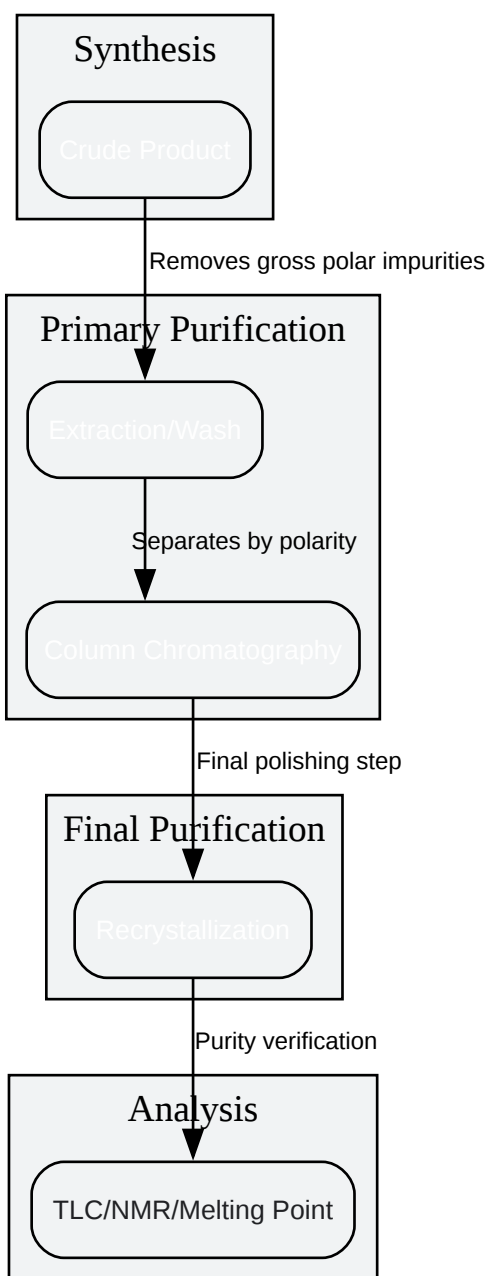 Synthesis
Crude Product
Removes gross polar impurities
Primary Purification
Extraction/Wash
Separates by polarity
Column Chromatography
Final polishing step
Final Purification
Recrystallization
Purity verification
Analysis
TLC/NMR/Melting Point